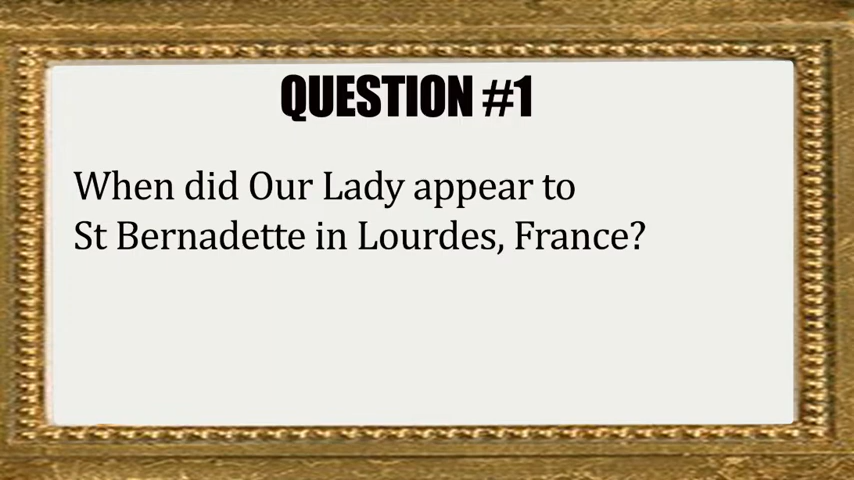 QUESTION #1
When did Our Lady appear to
St Bernadette in Lourdes, France?